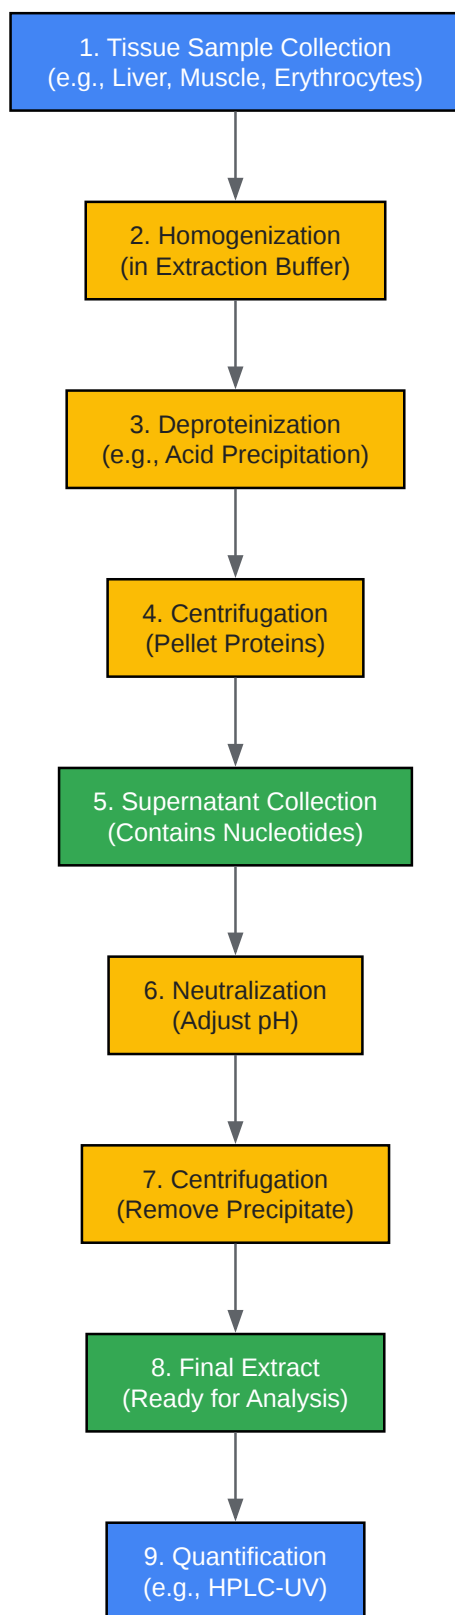 1. Tissue Sample Collection
(e.g., Liver, Muscle, Erythrocytes)
2. Homogenization
(in Extraction Buffer)
3. Deproteinization
(e.g., Acid Precipitation)
4. Centrifugation
(Pellet Proteins)
5. Supernatant Collection
(Contains Nucleotides)
6. Neutralization
(Adjust pH)
7. Centrifugation
(Remove Precipitate)
8. Final Extract
(Ready for Analysis)
9. Quantification
(e.g., HPLC-UV)